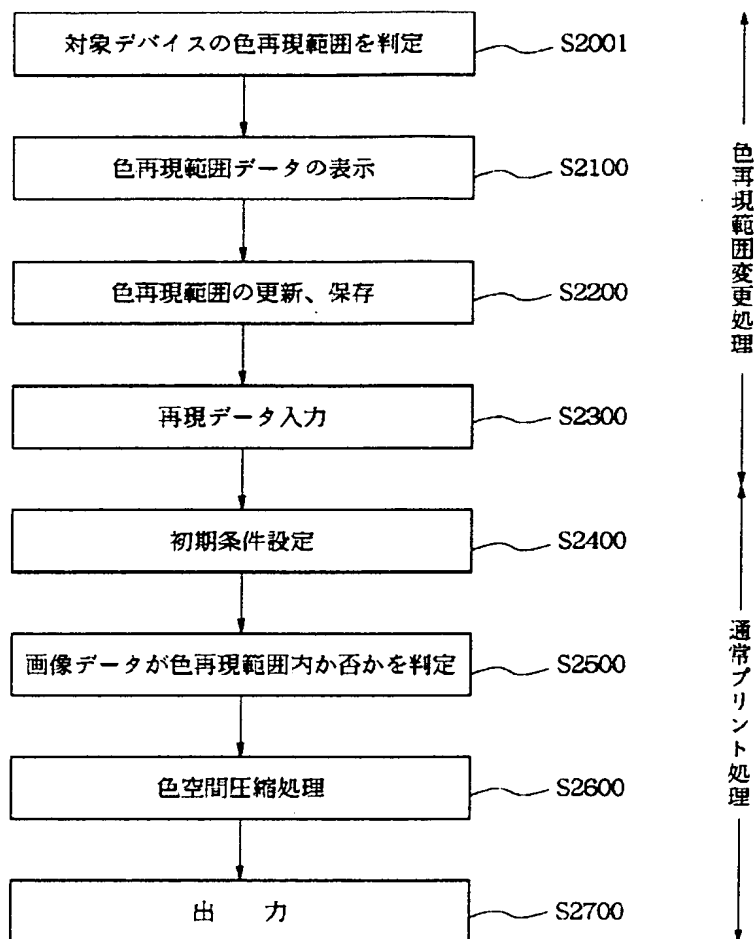 対象デバイスの色再現範囲を判定
S2001
色再現範囲データの表示
S2100
色再現範囲の更新、保存
S2200
再現データ入力
S2300
初期条件設定
S2400
画像データが色再現範囲内か否かを判定
S2500
色空間圧縮処理
S2600
出 力
S2700
色再現範囲変更処理
通常プリント処理